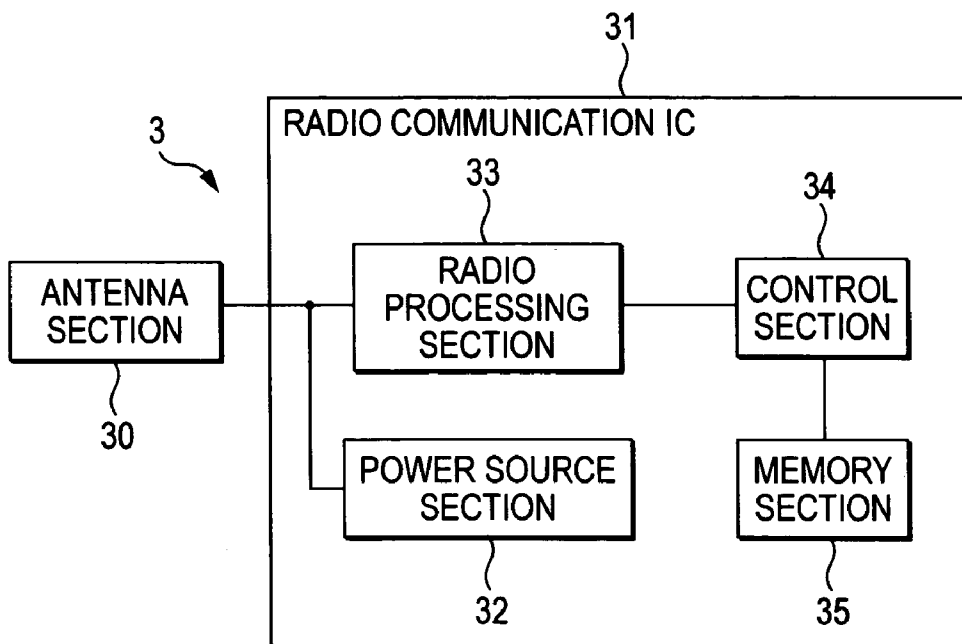 31
RADIO COMMUNICATION IC
3
33
34
ANTENNA
SECTION
RADIO
PROCESSING
SECTION
CONTROL
SECTION
30
POWER SOURCE
SECTION
MEMORY
SECTION
32
35